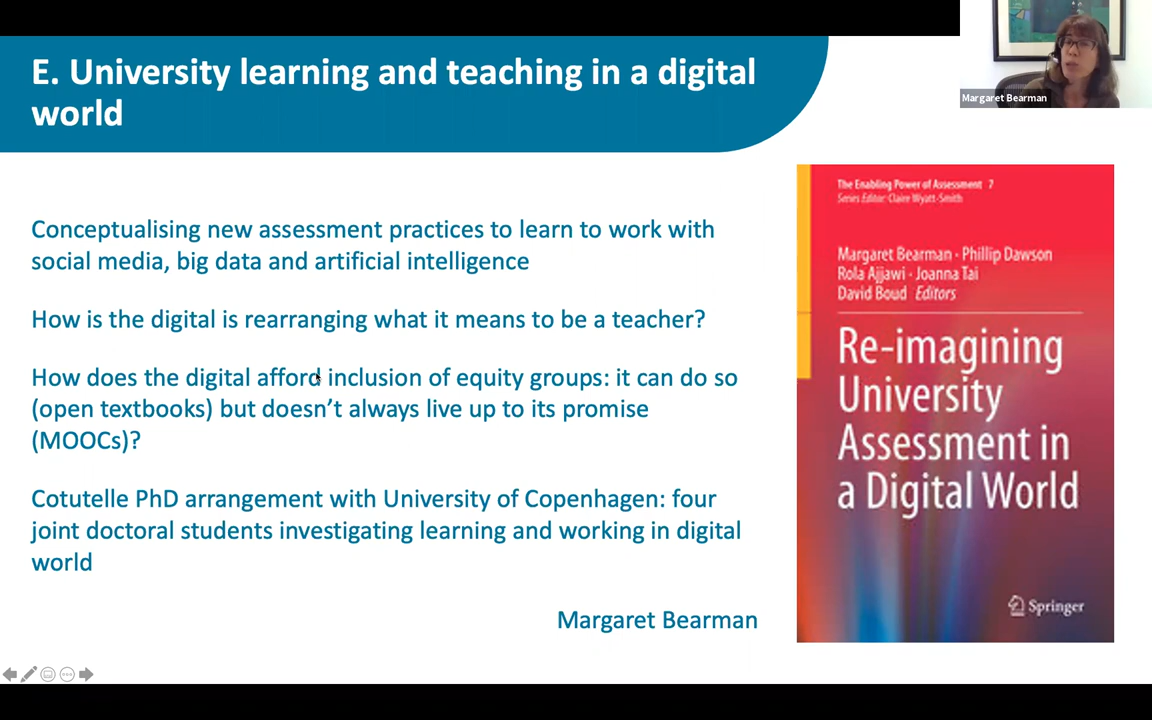 E. University learning and teaching in a digital
world
Margaret Bearman
Conceptualising new assessment practices to learn to work with
social media, big data and artificial intelligence
How is the digital is rearranging what it means to be a teacher?
How does the digital afford inclusion of equity groups: it can do so
(open textbooks) but doesn’t always live up to its promise
(MOOCs)?
Cotutelle PhD arrangement with University of Copenhagen: four
joint doctoral students investigating learning and working in digital
world
Margaret Bearman
The Enabling Power of Assessment 7
Series Editor: Claire Wyatt-Smith
Margaret Bearman · Phillip Dawson
Rola Ajjawi · Joanna Tai
David Boud Editors
Re-imagining
University
Assessment in
a Digital World
Springer